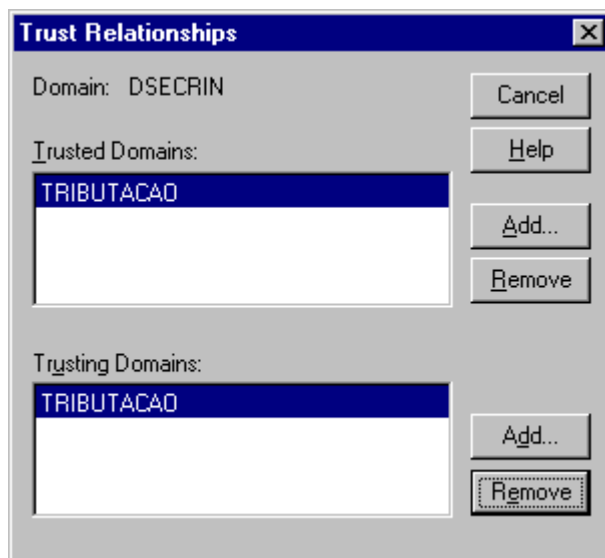 Trust Relationships
Domain: DSECRIN
Cancel
Trusted Domains:
Help
TRIBUTACAO
Add...
Remove
Trusting Domains:
TRIBUTACAO
Add...
Remove